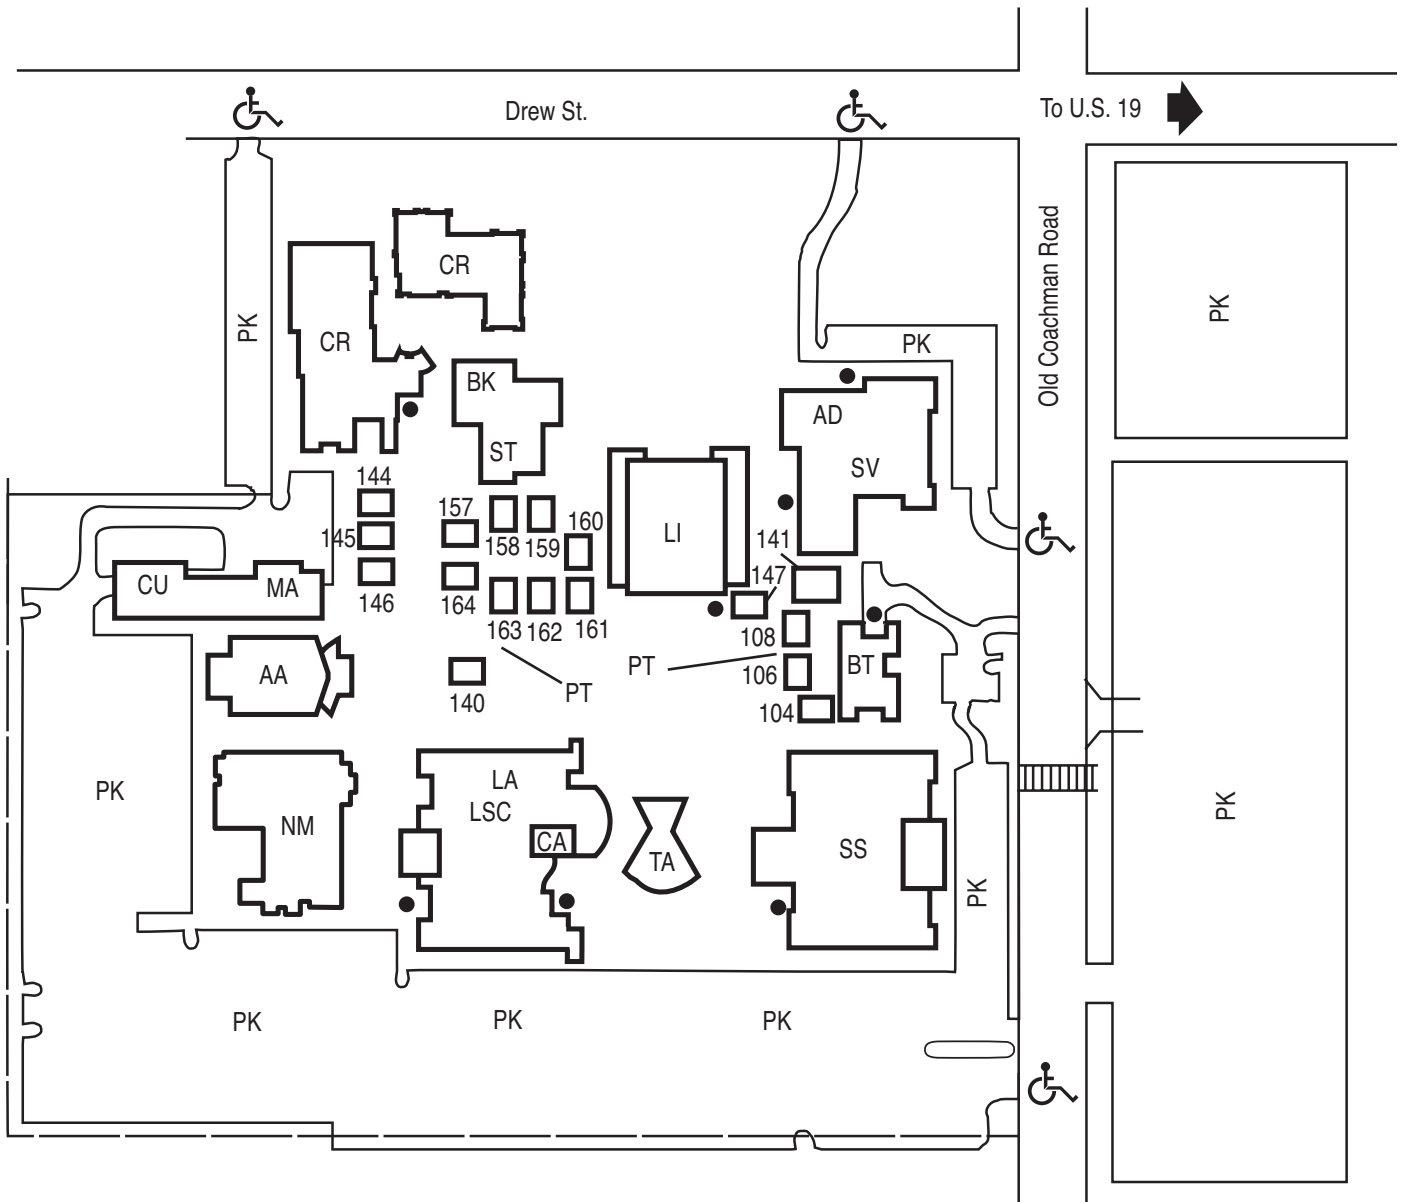 Drew St.
To U.S. 19
Old Coachman Road
PK
PK
CR
CR
PK
BK
AD
ST
SV
144
157
160
145
158
159
LI
141
147
CU
MA
146
164
163
162
161
108
AA
PT
PT
106
BT
140
104
PK
LA
LSC
PK
NM
CA
TA
SS
PK
PK
PK
PK